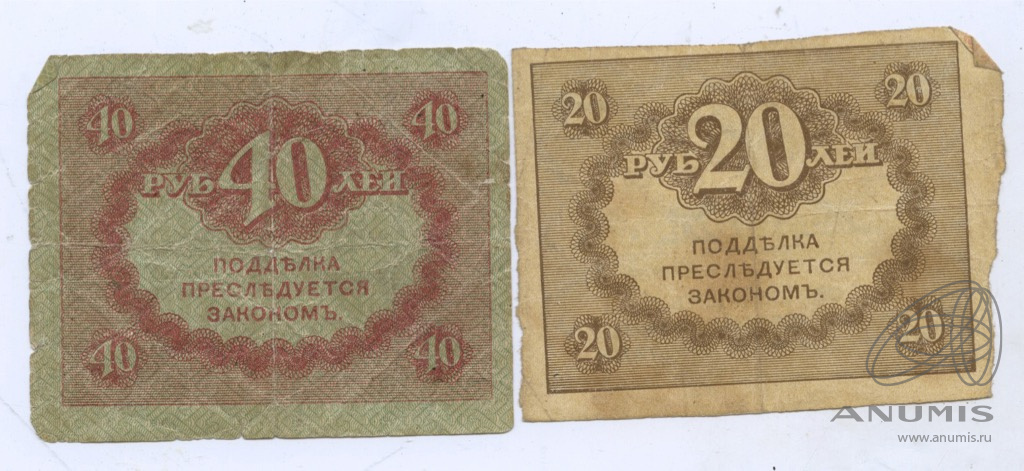 40 40
РУБ 40 ЛЕЙ
ПОДДѢЛКА
ПРЕСЛѢДУЕТСЯ
ЗАКОНОМЪ.
40 40
20 20
РУБ 20 ЛЕЙ
ПОДДѢЛКА
ПРЕСЛѢДУЕТСЯ
ЗАКОНОМЪ.
20 20
ANUMIS
www.anumis.ru